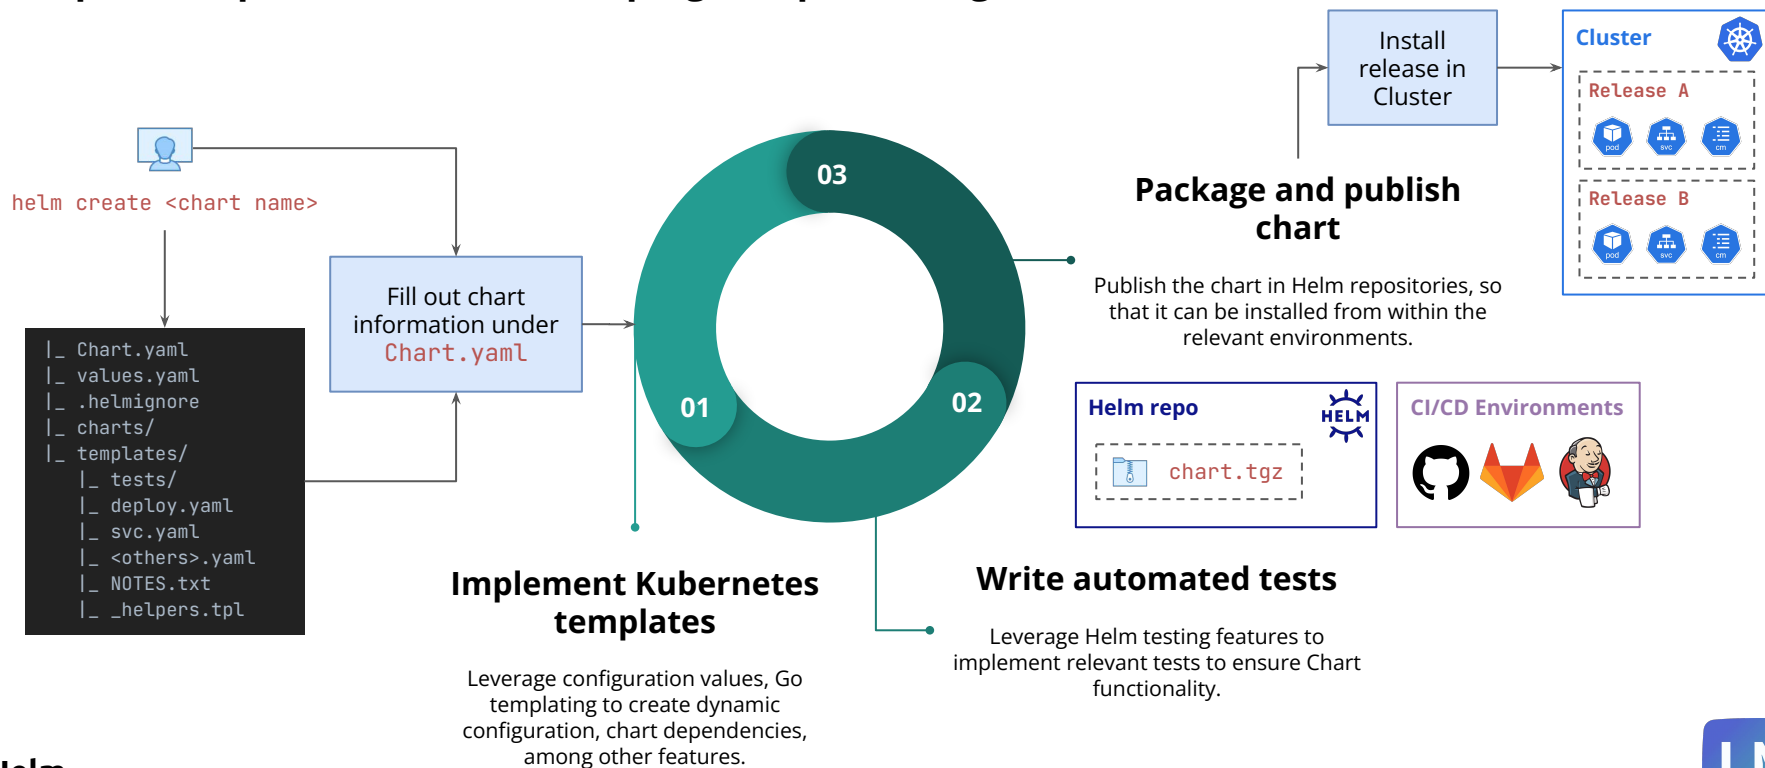 helm create <chart name>
|_ Chart.yaml
|_ values.yaml
|_ .helmignore
|_ charts/
|_ templates/
|_ tests/
|_ deploy.yaml
|_ svc.yaml
|_ <others>.yaml
|_ NOTES.txt
|_ _helpers.tpl
Fill out chart
information under
Chart.yaml
01
02
03
Implement Kubernetes
templates
Leverage configuration values, Go
templating to create dynamic
configuration, chart dependencies,
among other features.
Write automated tests
Leverage Helm testing features to
implement relevant tests to ensure Chart
functionality.
Package and publish
chart
Publish the chart in Helm repositories, so
that it can be installed from within the
relevant environments.
Helm repo
HELM
chart.tgz
CI/CD Environments
Install
release in
Cluster
Cluster
Release A
pod
svc
cm
Release B
pod
svc
cm